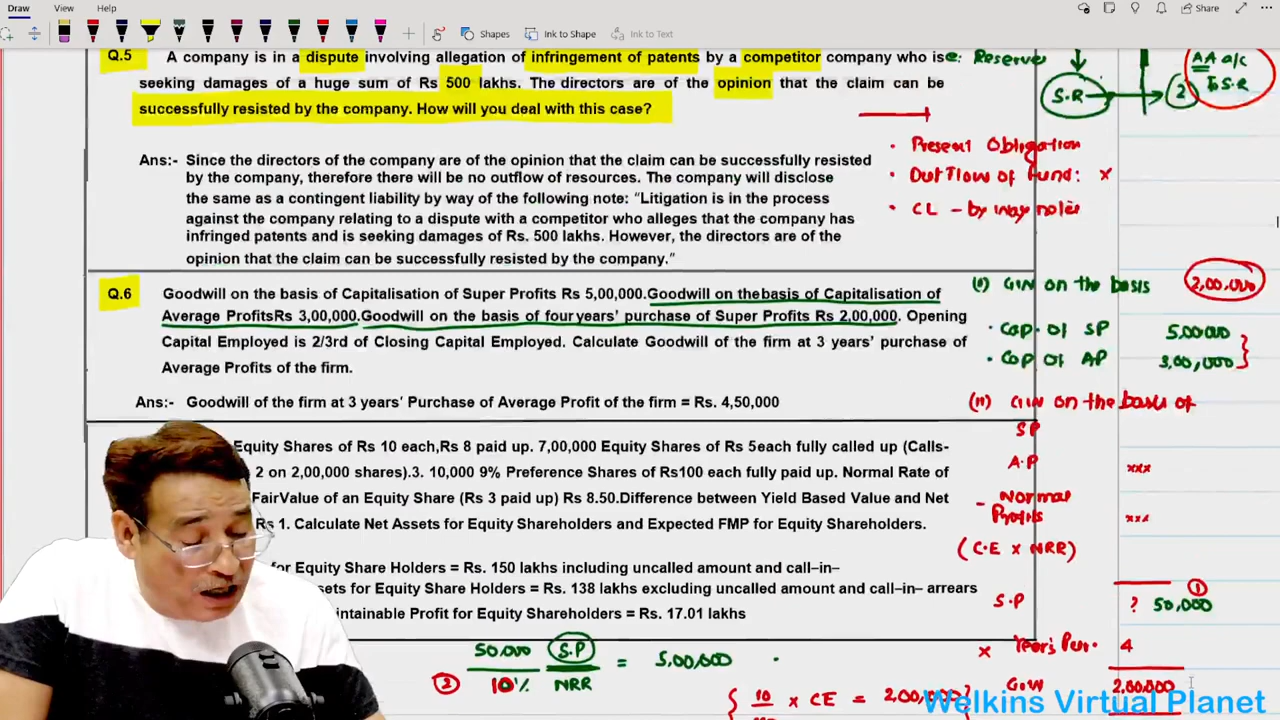 Draw View Help
Share
Shapes
Ink to Shape
Ink to Text
Q.5 A company is in a dispute involving allegation of infringement of patents by a competitor company who is
seeking damages of a huge sum of Rs 500 lakhs. The directors are of the opinion that the claim can be
successfully resisted by the company. How will you deal with this case?
Ans:- Since the directors of the company are of the opinion that the claim can be successfully resisted
by the company, therefore there will be no outflow of resources. The company will disclose
the same as a contingent liability by way of the following note: "Litigation is in the process
against the company relating to a dispute with a competitor who alleges that the company has
infringed patents and is seeking damages of Rs. 500 lakhs. However, the directors are of the
opinion that the claim can be successfully resisted by the company."
e: Reserves
S.R
2
AA a/c
To S.R
• Present Obligation
• Outflow of Fund: x
• CL - by way notes
Q.6 Goodwill on the basis of Capitalisation of Super Profits Rs 5,00,000.Goodwill on thebasis of Capitalisation of
Average ProfitsRs 3,00,000.Goodwill on the basis of four years' purchase of Super Profits Rs 2,00,000. Opening
Capital Employed is 2/3rd of Closing Capital Employed. Calculate Goodwill of the firm at 3 years' purchase of
Average Profits of the firm.
Ans:- Goodwill of the firm at 3 years' Purchase of Average Profit of the firm = Rs. 4,50,000
Equity Shares of Rs 10 each,Rs 8 paid up. 7,00,000 Equity Shares of Rs 5each fully called up (Calls-
2 on 2,00,000 shares).3. 10,000 9% Preference Shares of Rs100 each fully paid up. Normal Rate of
FairValue of an Equity Share (Rs 3 paid up) Rs 8.50.Difference between Yield Based Value and Net
Rs 1. Calculate Net Assets for Equity Shareholders and Expected FMP for Equity Shareholders.
for Equity Share Holders = Rs. 150 lakhs including uncalled amount and call-in-
ets for Equity Share Holders = Rs. 138 lakhs excluding uncalled amount and call-in- arrears
intainable Profit for Equity Shareholders = Rs. 17.01 lakhs
(I) G/W on the basis 2,00,000
• Cap. of SP 5,00,000
• Cap of AP 3,00,000
(II) G/W on the basis of
SP
A.P xxx
- Normal
Profits xxx
(C.E x NRR)
S.P ? 50,000 1
x Year's Pur. 4
G/W 2,00,000
2 50,000 S.P = 5,00,000
10% NRR
{ 10 x CE = 2,00,000 }
Welkins Virtual Planet